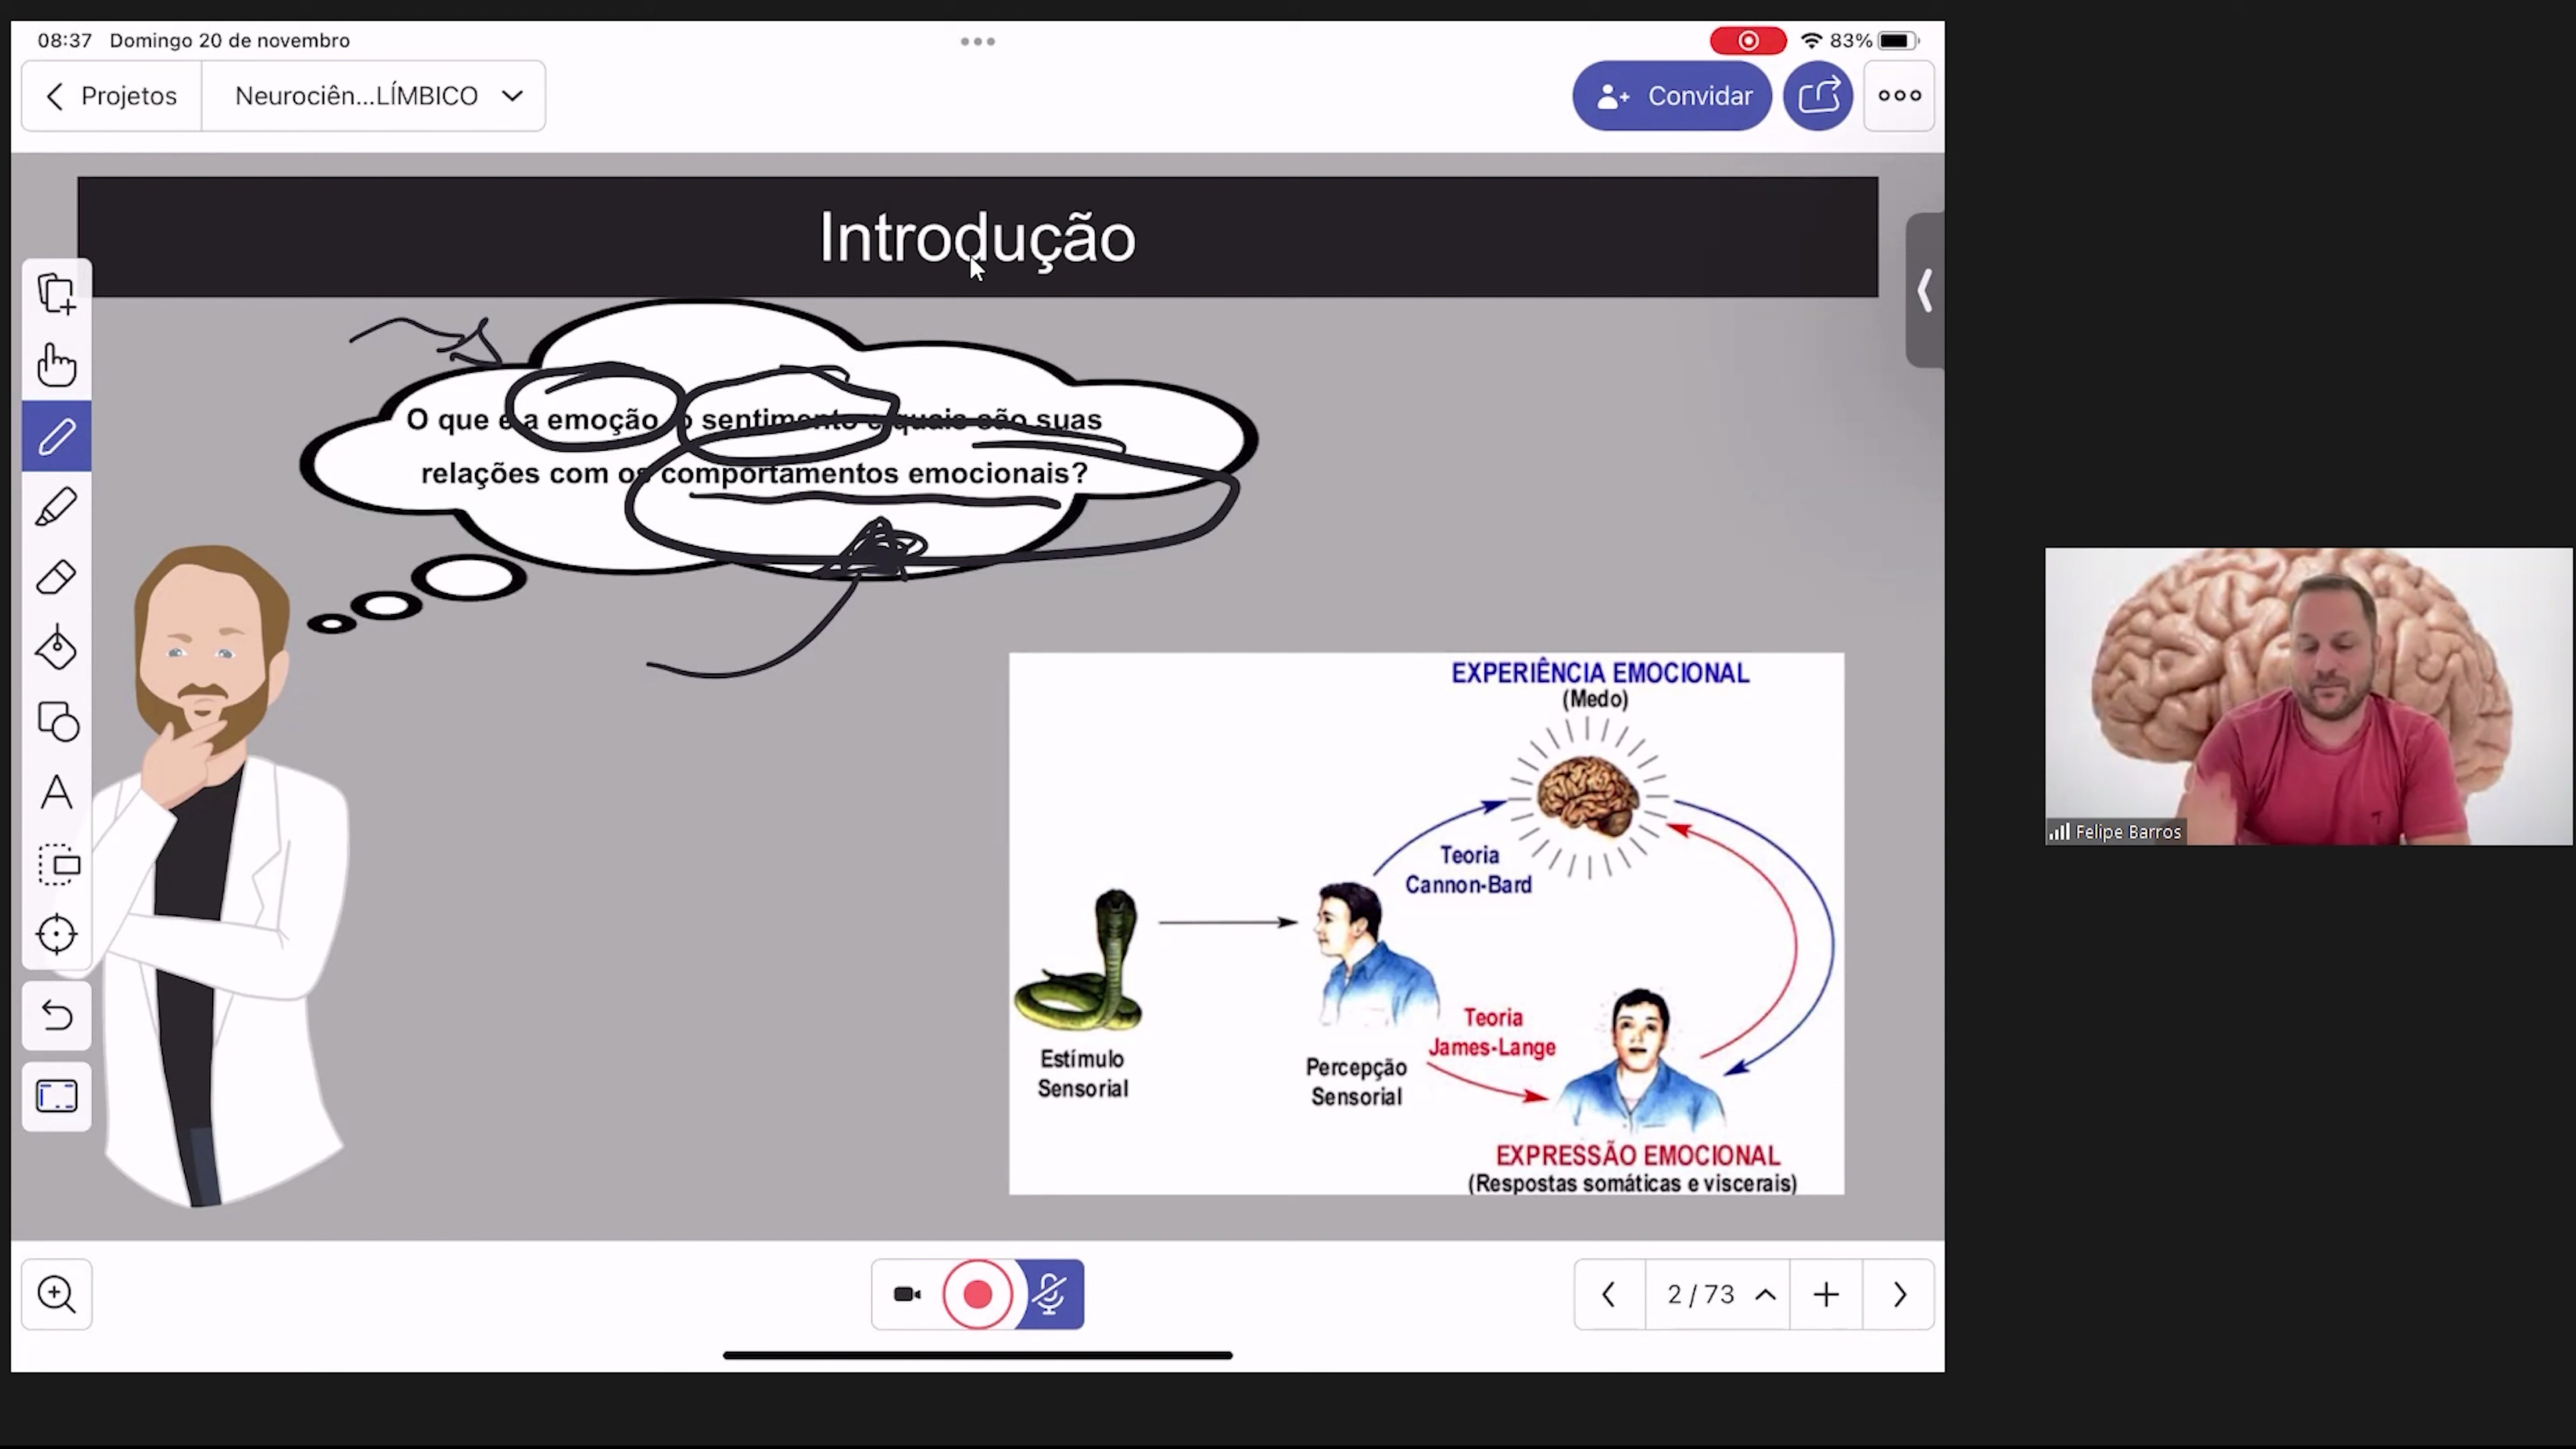 08:37 Domingo 20 de novembro
83%
Projetos
Neurociên...LÍMBICO
Convidar
Introdução
O que é a emoção, o sentimento e quais são suas
relações com os comportamentos emocionais?
EXPERIÊNCIA EMOCIONAL
(Medo)
Teoria
Cannon-Bard
Teoria
James-Lange
Estímulo
Sensorial
Percepção
Sensorial
EXPRESSÃO EMOCIONAL
(Respostas somáticas e viscerais)
Felipe Barros
2 / 73